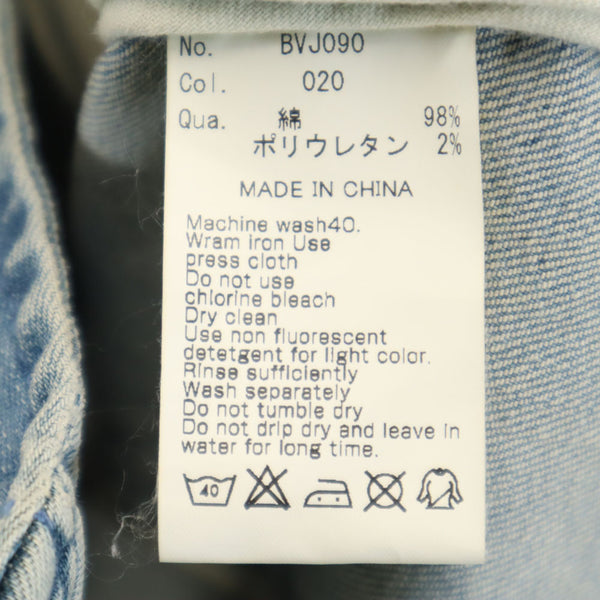 No. BVJ090
Col. 020
Qua. 綿 98%
ポリウレタン 2%
MADE IN CHINA
Machine wash40.
Wram iron Use
press cloth
Do not use
chlorine bleach
Dry clean
Use non fluorescent
detetgent for light color.
Rinse sufficiently
Wash separately
Do not tumble dry
Do not drip dry and leave in
water for long time.
40